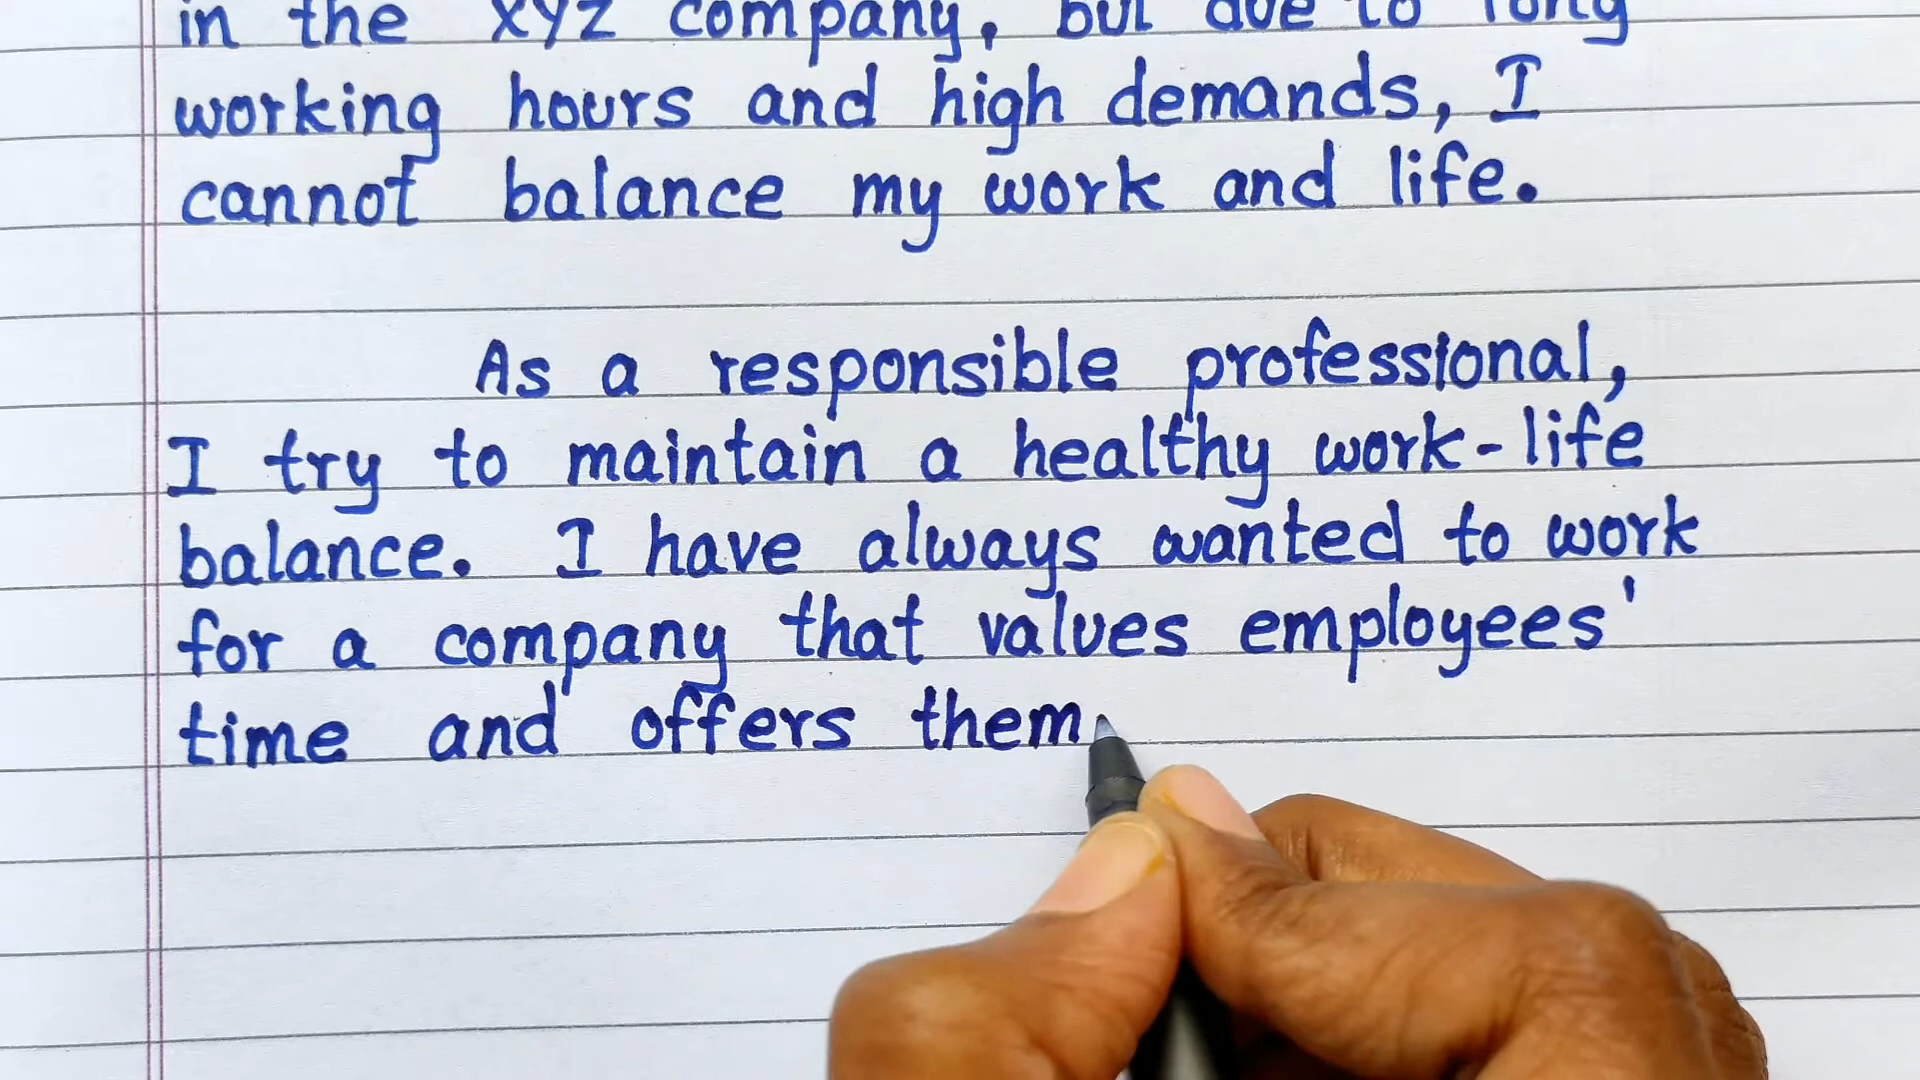 in the XYZ company, but due to long
working hours and high demands, I
cannot balance my work and life.
As a responsible professional,
I try to maintain a healthy work-life
balance. I have always wanted to work
for a company that values employees'
time and offers them